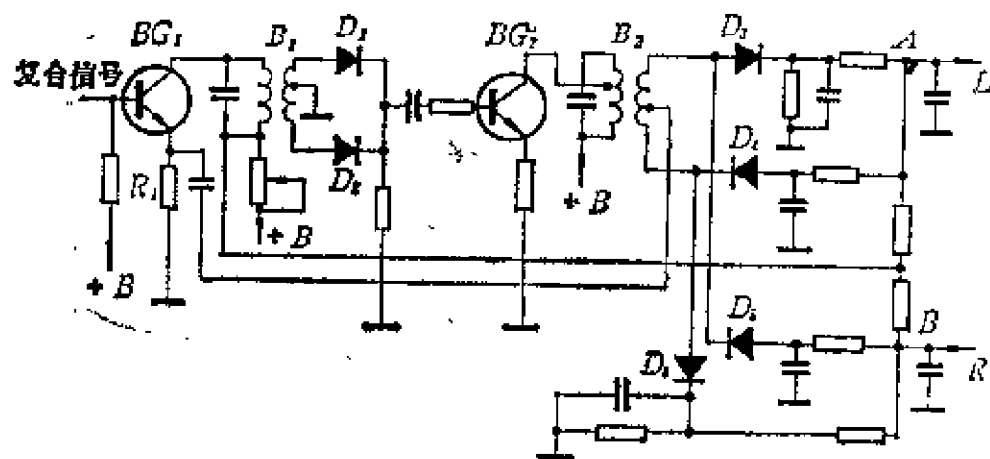 BG₁
B₁
D₁
BG₂
B₂
D₃
A
L
复合信号
D₂
D₄
R₁
+B
+B
+B
D₅
B
D₆
R